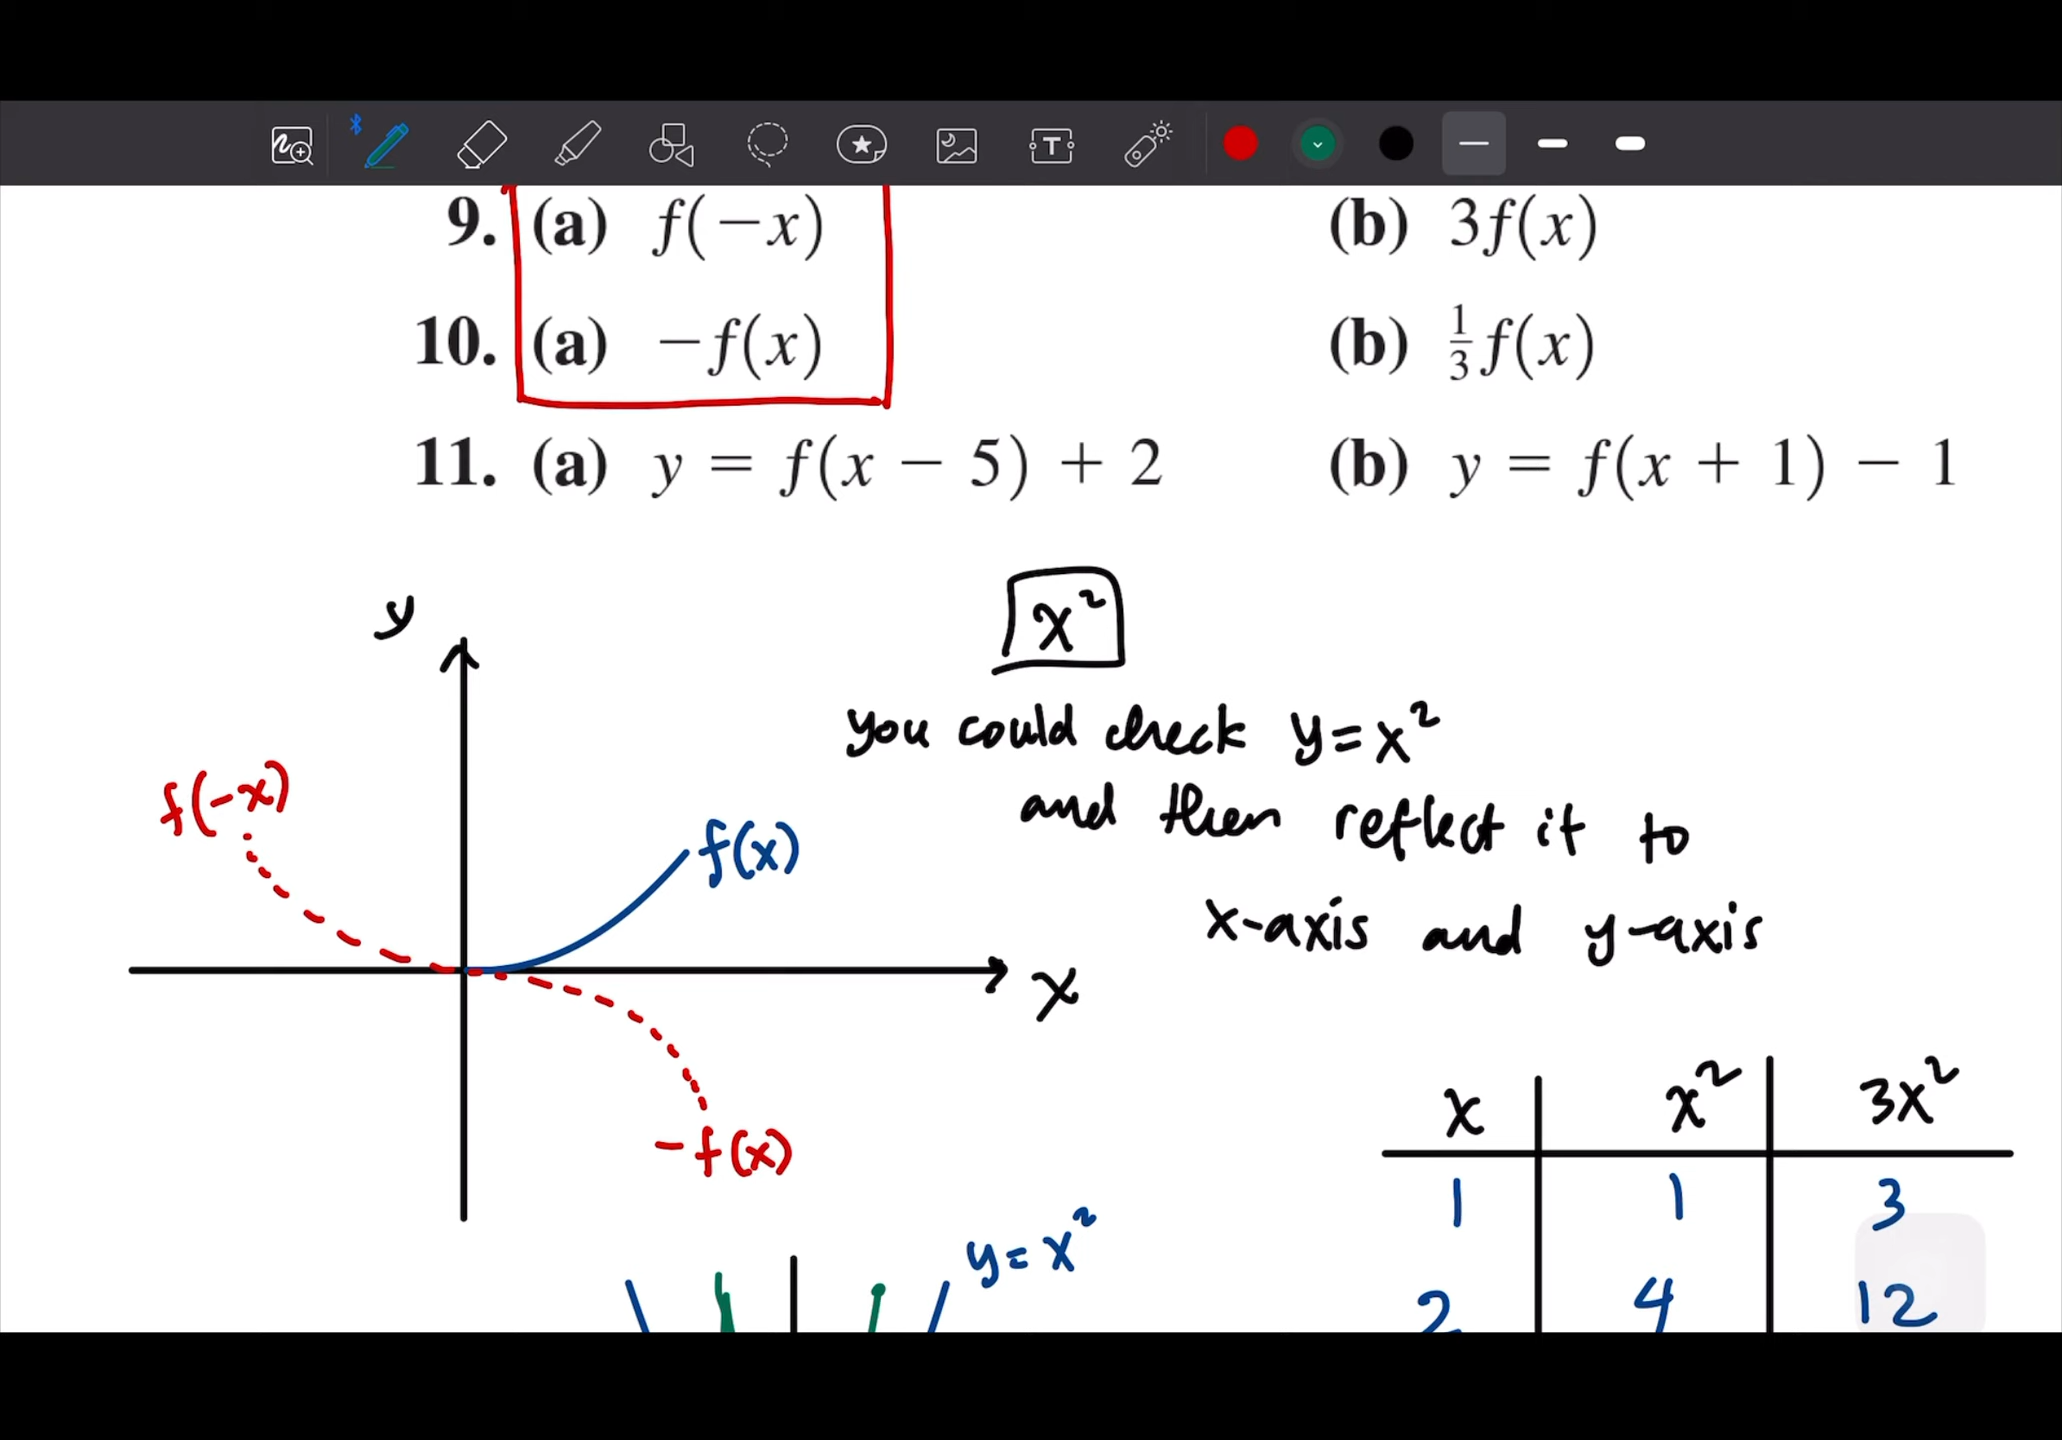 9. (a) f(−x) (b) 3f(x)
10. (a) −f(x) (b) 1/3 f(x)
11. (a) y = f(x − 5) + 2 (b) y = f(x + 1) − 1
x²
y
you could check y=x²
and then reflect it to
x-axis and y-axis
f(-x)
f(x)
x
-f(x)
y=x²
x x² 3x²
1 1 3
2 4 12